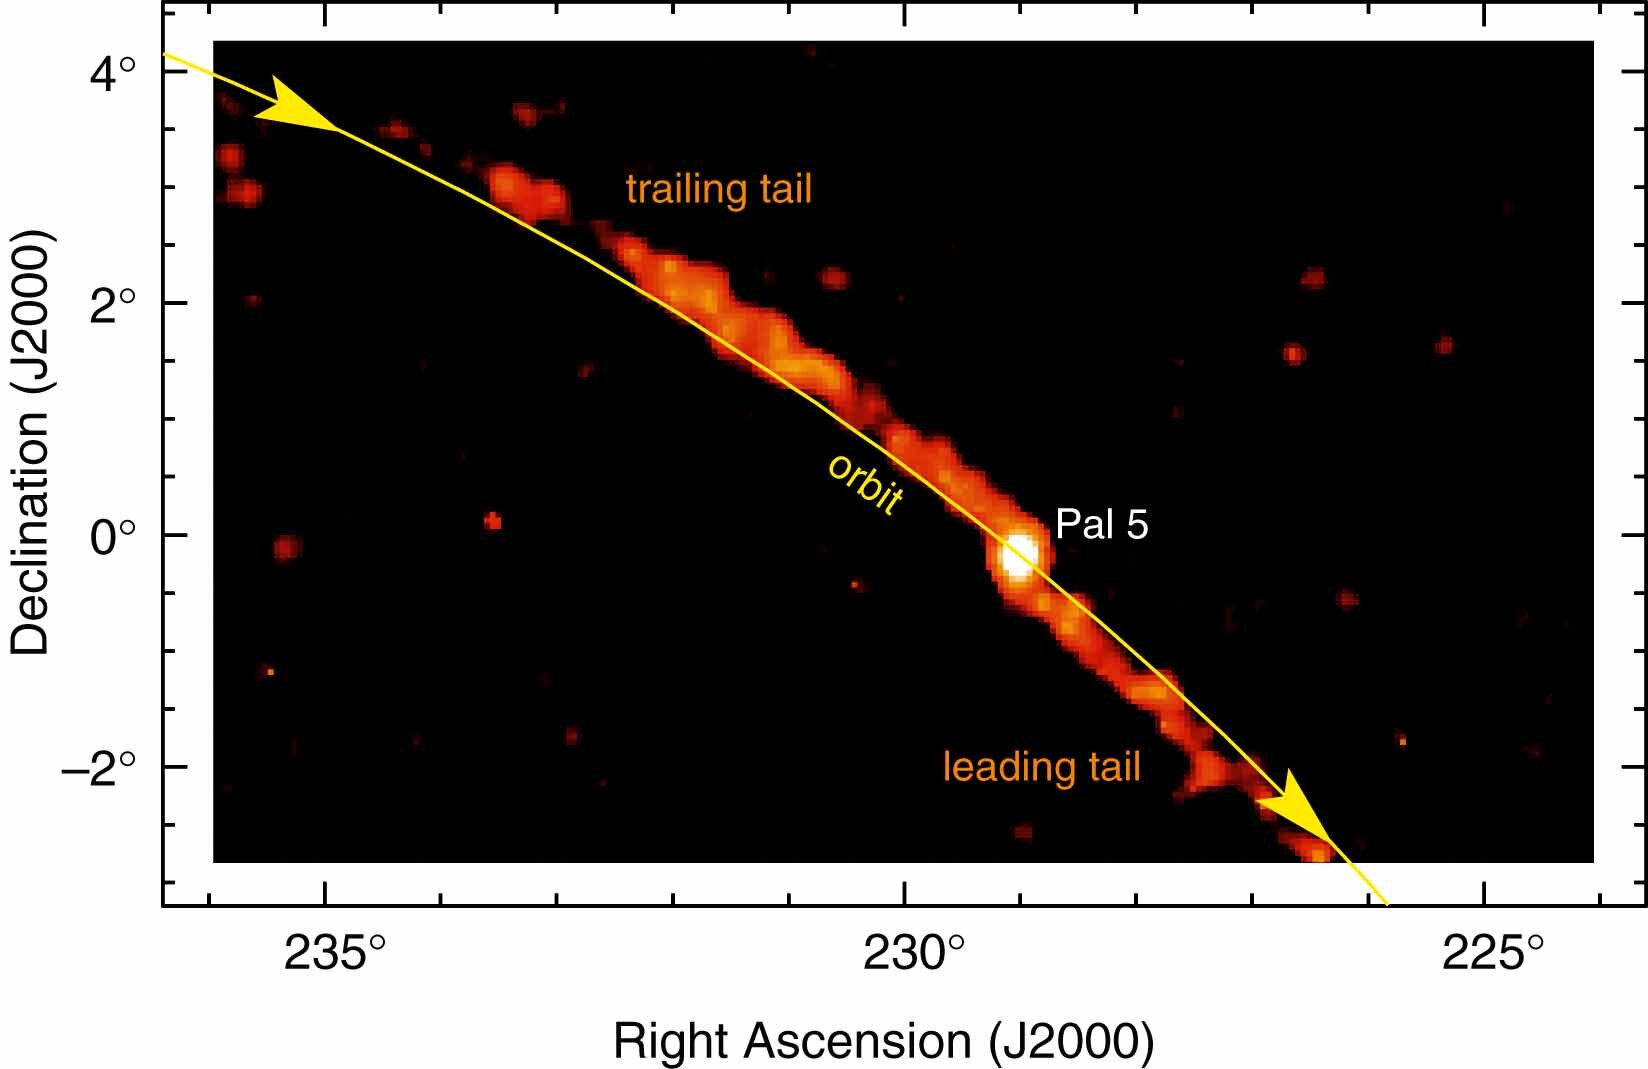 4°
2°
0°
−2°
Declination (J2000)
trailing tail
orbit
Pal 5
leading tail
235°
230°
225°
Right Ascension (J2000)